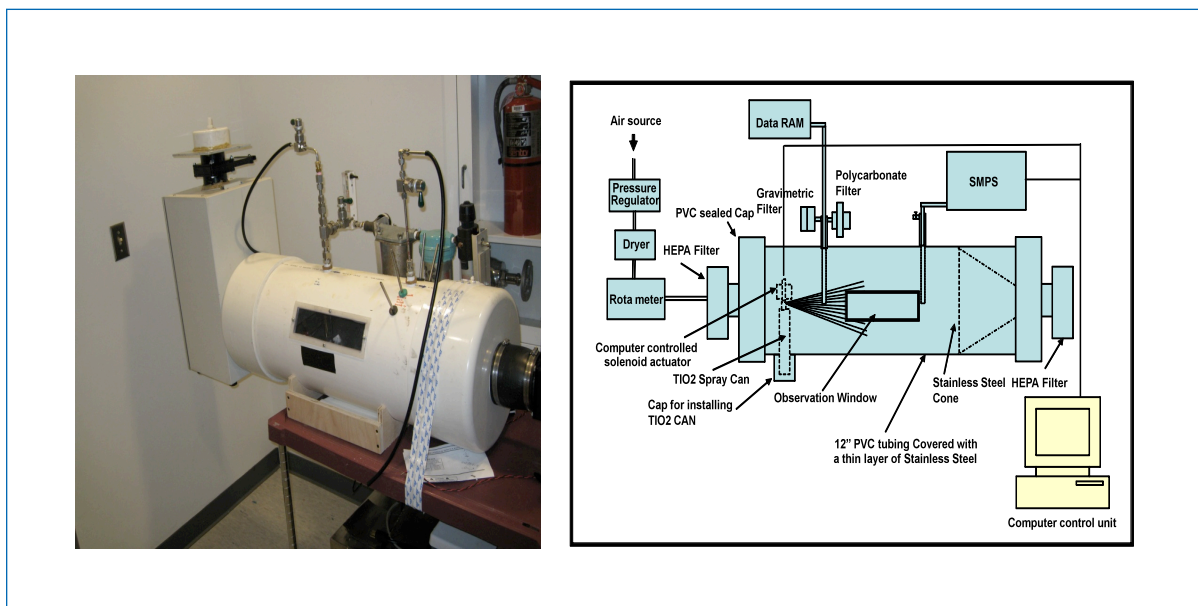 Air source
Data RAM
Pressure
Regulator
Gravimetric
Filter
Polycarbonate
Filter
SMPS
PVC sealed Cap
Dryer
HEPA Filter
Rota meter
Computer controlled
solenoid actuator
TIO2 Spray Can
Cap for installing
TIO2 CAN
Observation Window
Stainless Steel
Cone
HEPA Filter
12” PVC tubing Covered with
a thin layer of Stainless Steel
Computer control unit